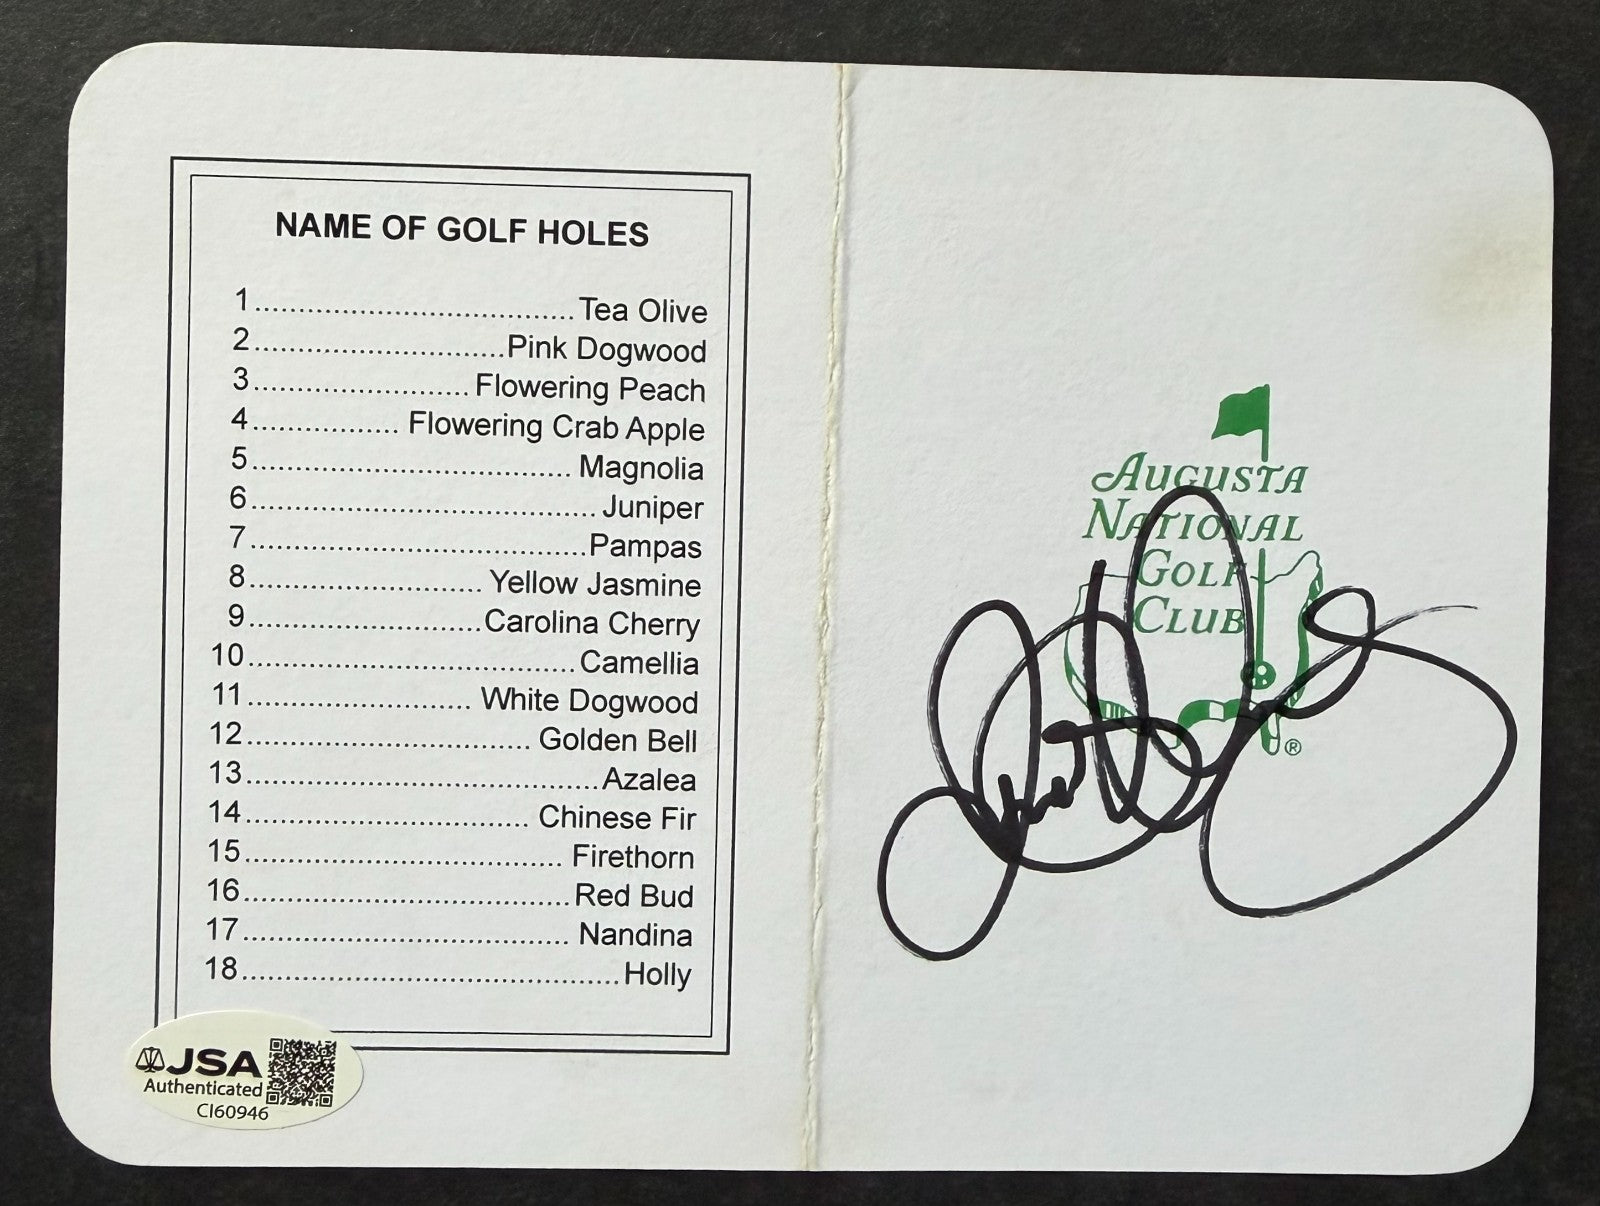 NAME OF GOLF HOLES
1....................................Tea Olive
2............................Pink Dogwood
3........................Flowering Peach
4................ Flowering Crab Apple
5.................................... Magnolia
6....................................... Juniper
7......................................Pampas
8.......................... Yellow Jasmine
9..........................Carolina Cherry
10.....................................Camellia
11......................... White Dogwood
12................................ Golden Bell
13........................................Azalea
14................................ Chinese Fir
15.................................... Firethorn
16.....................................Red Bud
17..................................... Nandina
18...........................................Holly
JSA
Authenticated
CI60946
AUGUSTA
NATIONAL
GOLF
CLUB
®